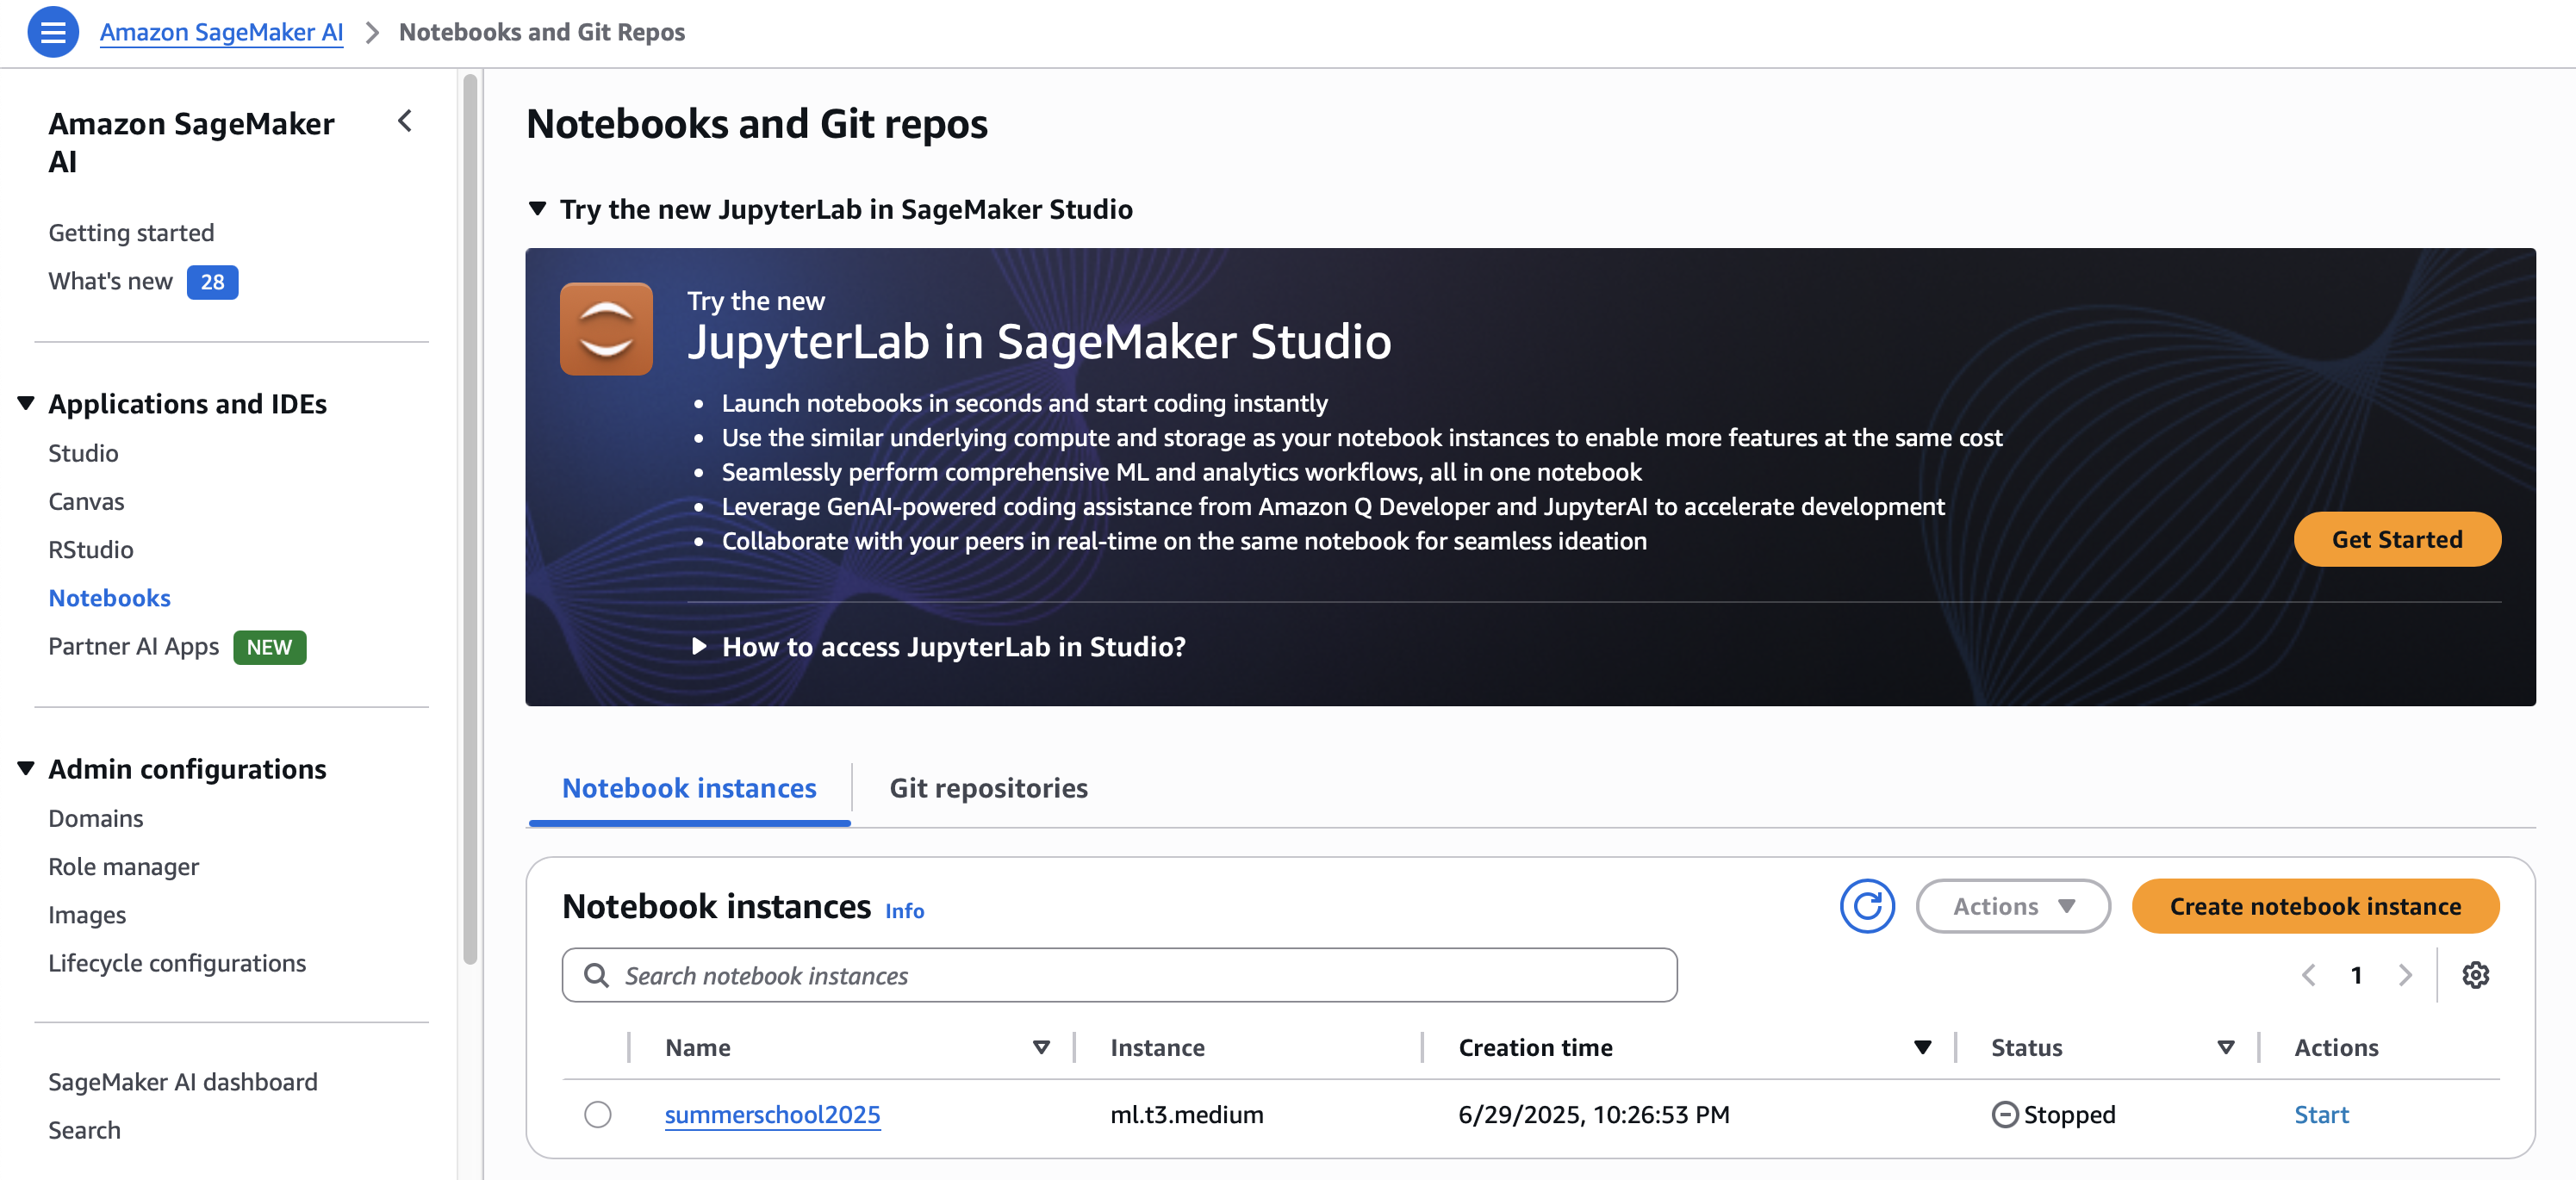 Amazon SageMaker AI > Notebooks and Git Repos
Amazon SageMaker
AI
Getting started
What's new 28
Applications and IDEs
Studio
Canvas
RStudio
Notebooks
Partner AI Apps NEW
Admin configurations
Domains
Role manager
Images
Lifecycle configurations
SageMaker AI dashboard
Search
Notebooks and Git repos
Try the new JupyterLab in SageMaker Studio
Try the new
JupyterLab in SageMaker Studio
• Launch notebooks in seconds and start coding instantly
• Use the similar underlying compute and storage as your notebook instances to enable more features at the same cost
• Seamlessly perform comprehensive ML and analytics workflows, all in one notebook
• Leverage GenAI-powered coding assistance from Amazon Q Developer and JupyterAI to accelerate development
• Collaborate with your peers in real-time on the same notebook for seamless ideation
Get Started
How to access JupyterLab in Studio?
Notebook instances Git repositories
Notebook instances Info
Actions Create notebook instance
Search notebook instances
1
Name Instance Creation time Status Actions
summerschool2025 ml.t3.medium 6/29/2025, 10:26:53 PM Stopped Start